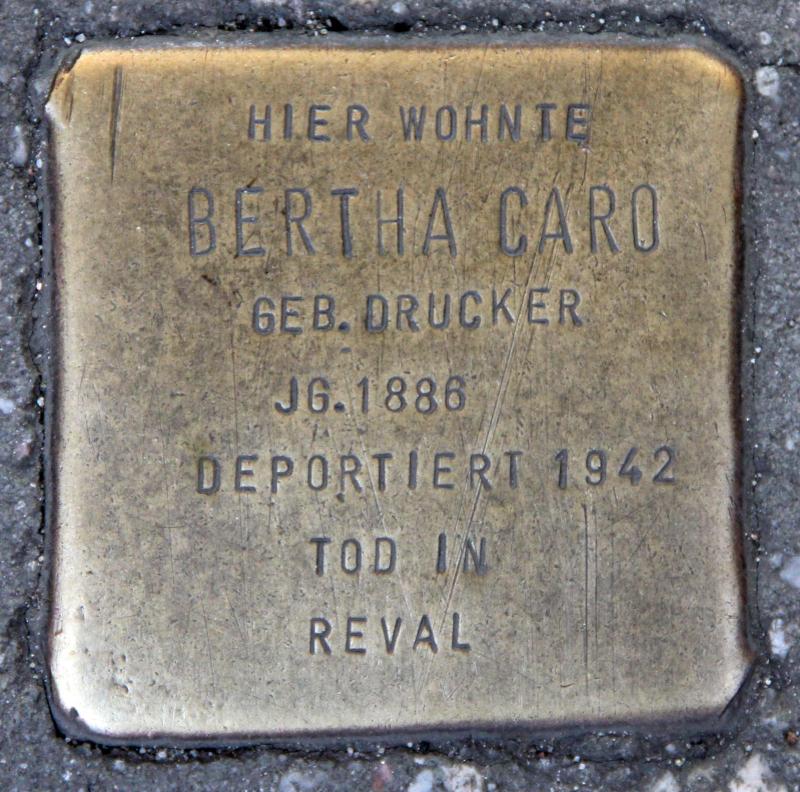 HIER WOHNTE
BERTHA CARO
GEB. DRUCKER
JG. 1886
DEPORTIERT 1942
TOD IN
REVAL